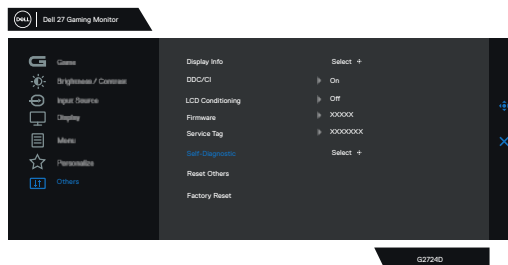 DELL
Dell 27 Gaming Monitor
Game
Brightness / Contrast
Input Source
Display
Menu
Personalize
Others
Display Info Select +
DDC/CI On
LCD Conditioning Off
Firmware XXXXX
Service Tag XXXXXXX
Self-Diagnostic Select +
Reset Others
Factory Reset
G2724D